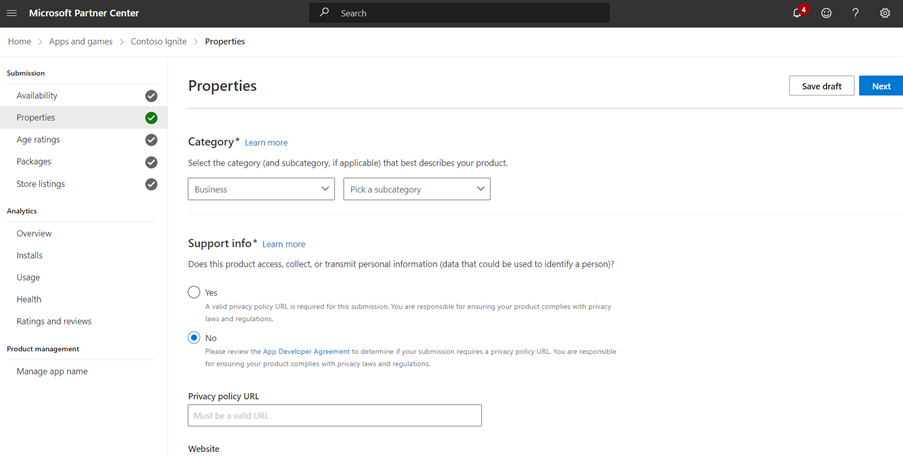 Microsoft Partner Center
Search
4
Home > Apps and games > Contoso Ignite > Properties
Submission
Availability
Properties
Age ratings
Packages
Store listings
Analytics
Overview
Installs
Usage
Health
Ratings and reviews
Product management
Manage app name
Properties
Save draft
Next
Category* Learn more
Select the category (and subcategory, if applicable) that best describes your product.
Business
Pick a subcategory
Support info* Learn more
Does this product access, collect, or transmit personal information (data that could be used to identify a person)?
Yes
A valid privacy policy URL is required for this submission. You are responsible for ensuring your product complies with privacy
laws and regulations.
No
Please review the App Developer Agreement to determine if your submission requires a privacy policy URL. You are responsible
for ensuring your product complies with privacy laws and regulations.
Privacy policy URL
Must be a valid URL
Website